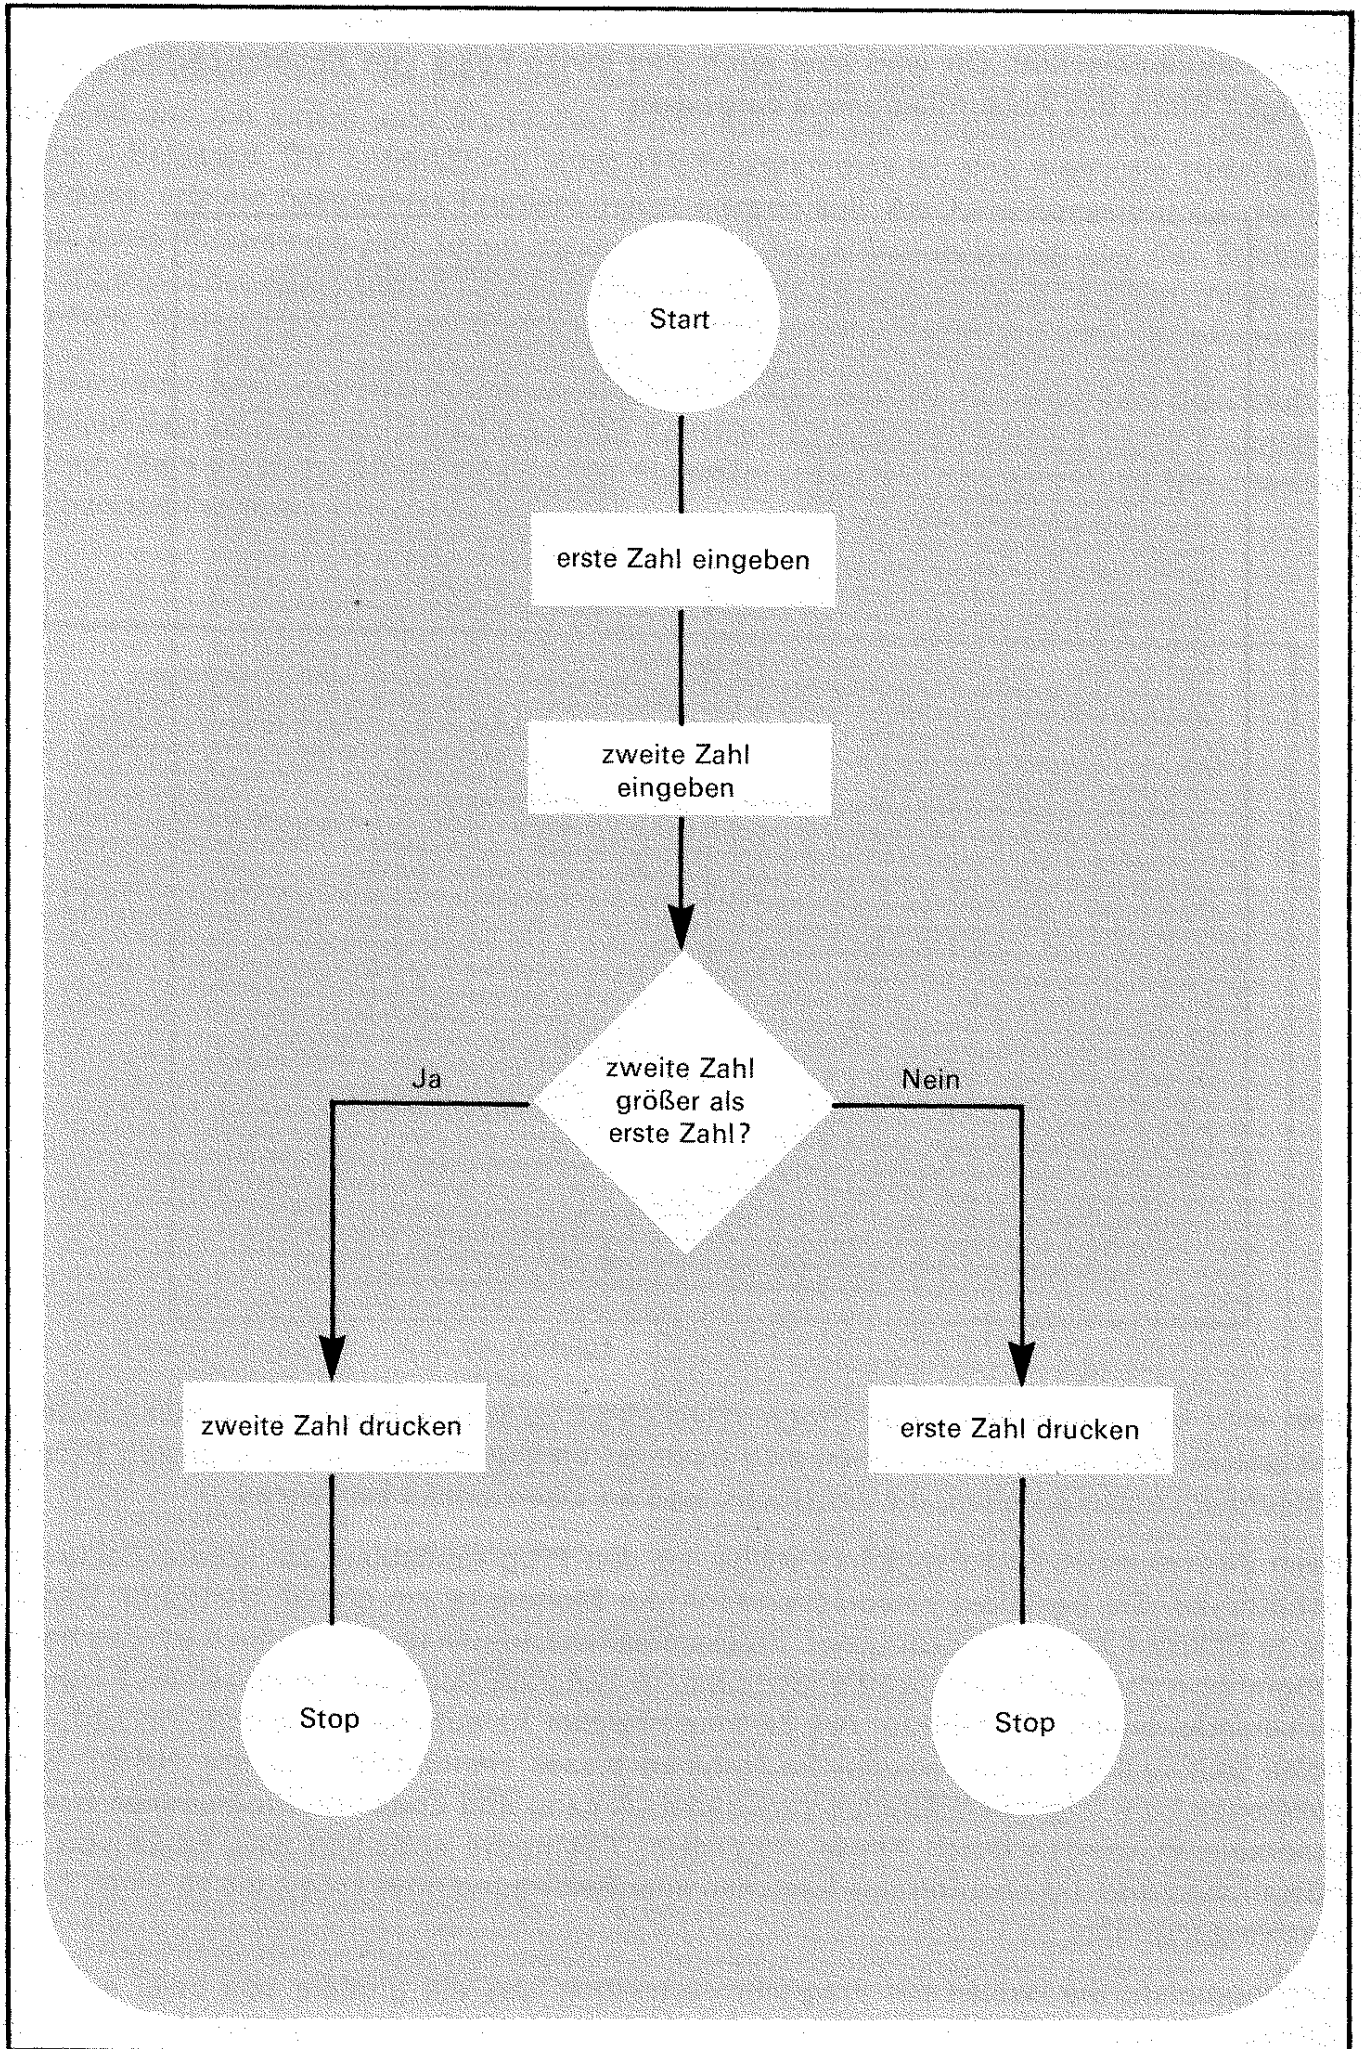 Start
erste Zahl eingeben
zweite Zahl
eingeben
zweite Zahl
größer als
erste Zahl?
Ja
Nein
zweite Zahl drucken
erste Zahl drucken
Stop
Stop